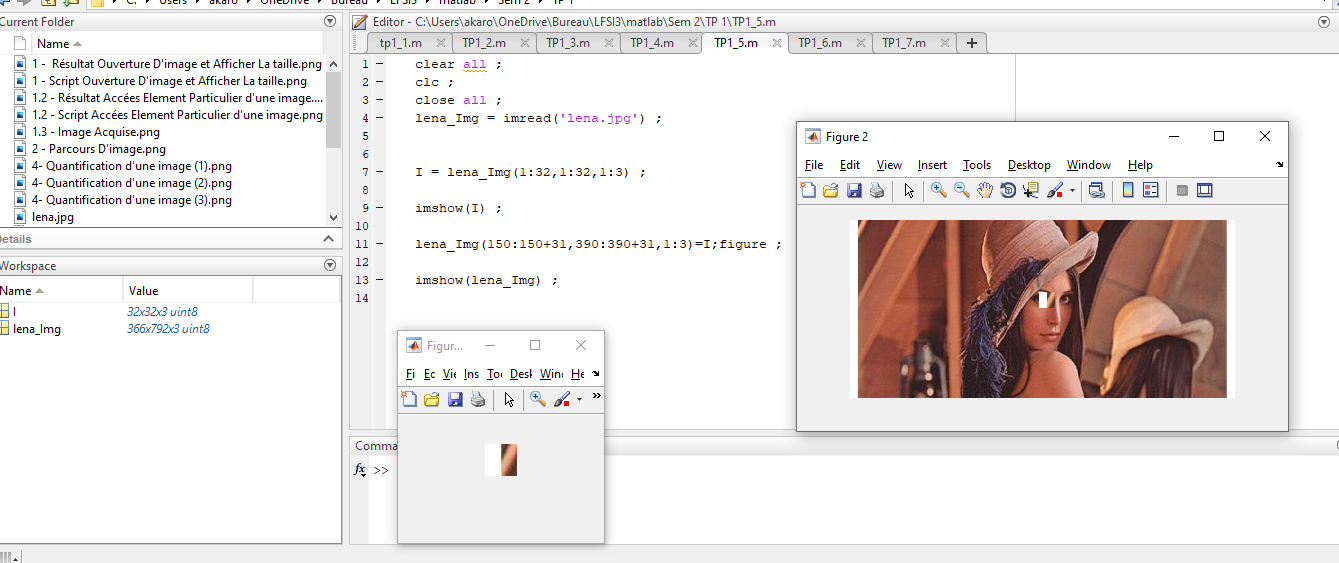 C: Users akaro OneDrive Bureau LFSI3 matlab Sem 2 TP 1
Current Folder
Name
1 - Résultat Ouverture D'image et Afficher La taille.png
1 - Script Ouverture D'image et Afficher La taille.png
1.2 - Résultat Accées Element Particulier d'une image....
1.2 - Script Accées Element Particulier d'une image.png
1.3 - Image Acquise.png
2 - Parcours D'image.png
4- Quantification d'une image (1).png
4- Quantification d'une image (2).png
4- Quantification d'une image (3).png
lena.jpg
Details
Workspace
Name Value
I 32x32x3 uint8
lena_Img 366x792x3 uint8
Editor - C:\Users\akaro\OneDrive\Bureau\LFSI3\matlab\Sem 2\TP 1\TP1_5.m
tp1_1.m TP1_2.m TP1_3.m TP1_4.m TP1_5.m TP1_6.m TP1_7.m
1 clear all ;
2 clc ;
3 close all ;
4 lena_Img = imread('lena.jpg') ;
5
6
7 I = lena_Img(1:32,1:32,1:3) ;
8
9 imshow(I) ;
10
11 lena_Img(150:150+31,390:390+31,1:3)=I;figure ;
12
13 imshow(lena_Img) ;
14
Figur...
Fi Ec Vie Ins Too Desk Winc He
Figure 2
File Edit View Insert Tools Desktop Window Help
Comma
fx >>